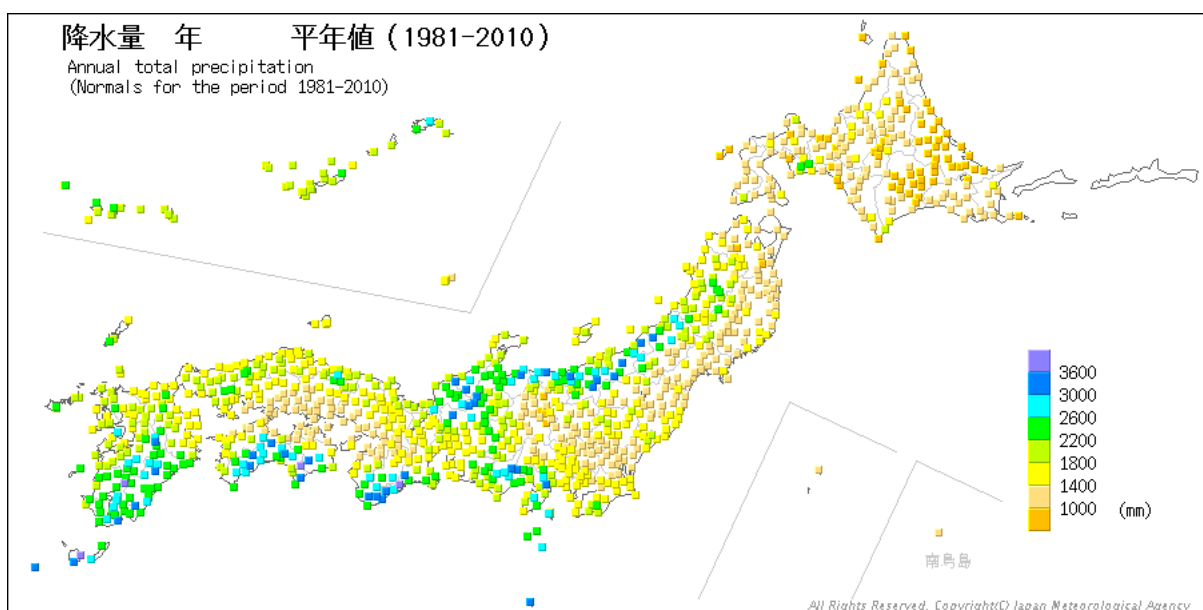 降水量 年 平年値 (1981-2010)
Annual total precipitation
(Normals for the period 1981-2010)
3600
3000
2600
2200
1800
1400
1000 (mm)
南鳥島
All Rights Reserved. Copyright(C) Japan Meteorological Agency